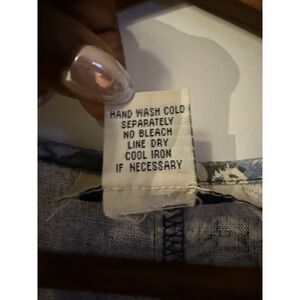 HAND WASH COLD
SEPARATELY
NO BLEACH
LINE DRY
COOL IRON
IF NECESSARY